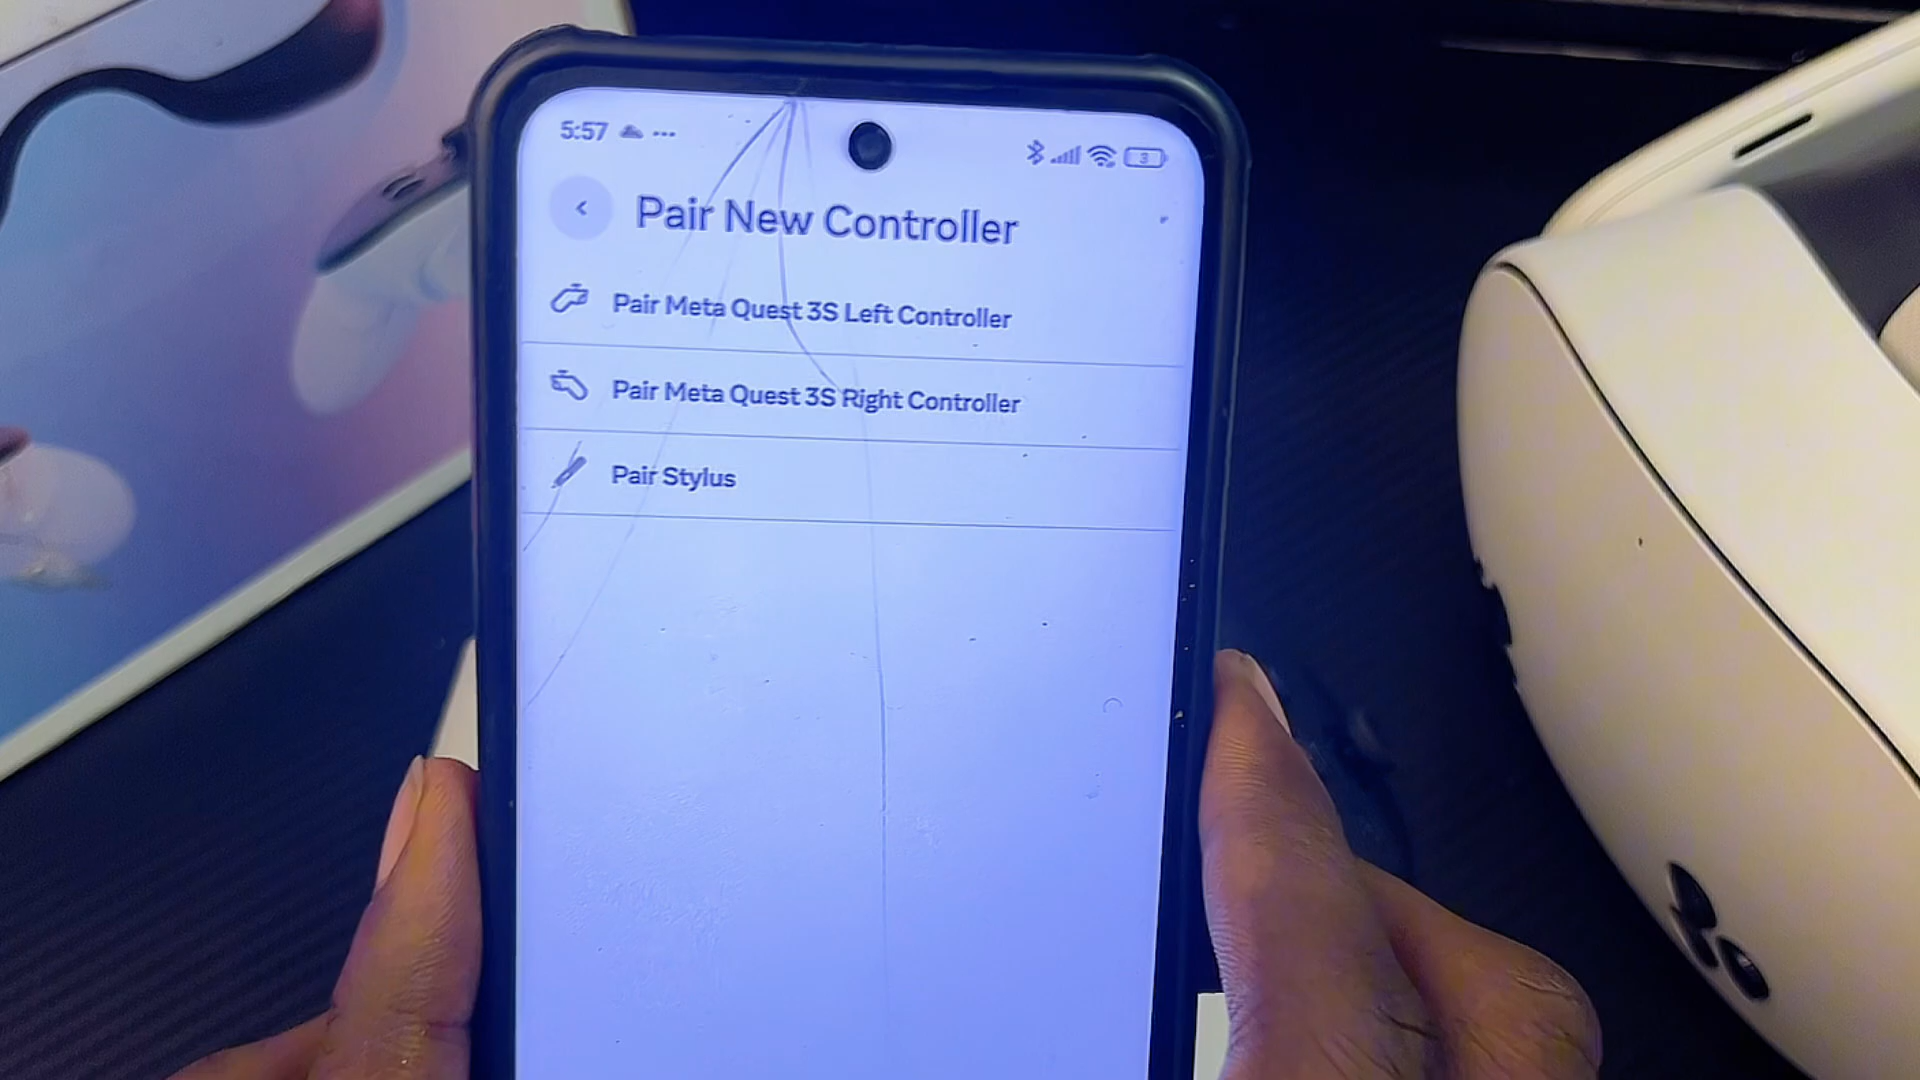 5:57 ...
3
Pair New Controller
Pair Meta Quest 3S Left Controller
Pair Meta Quest 3S Right Controller
Pair Stylus